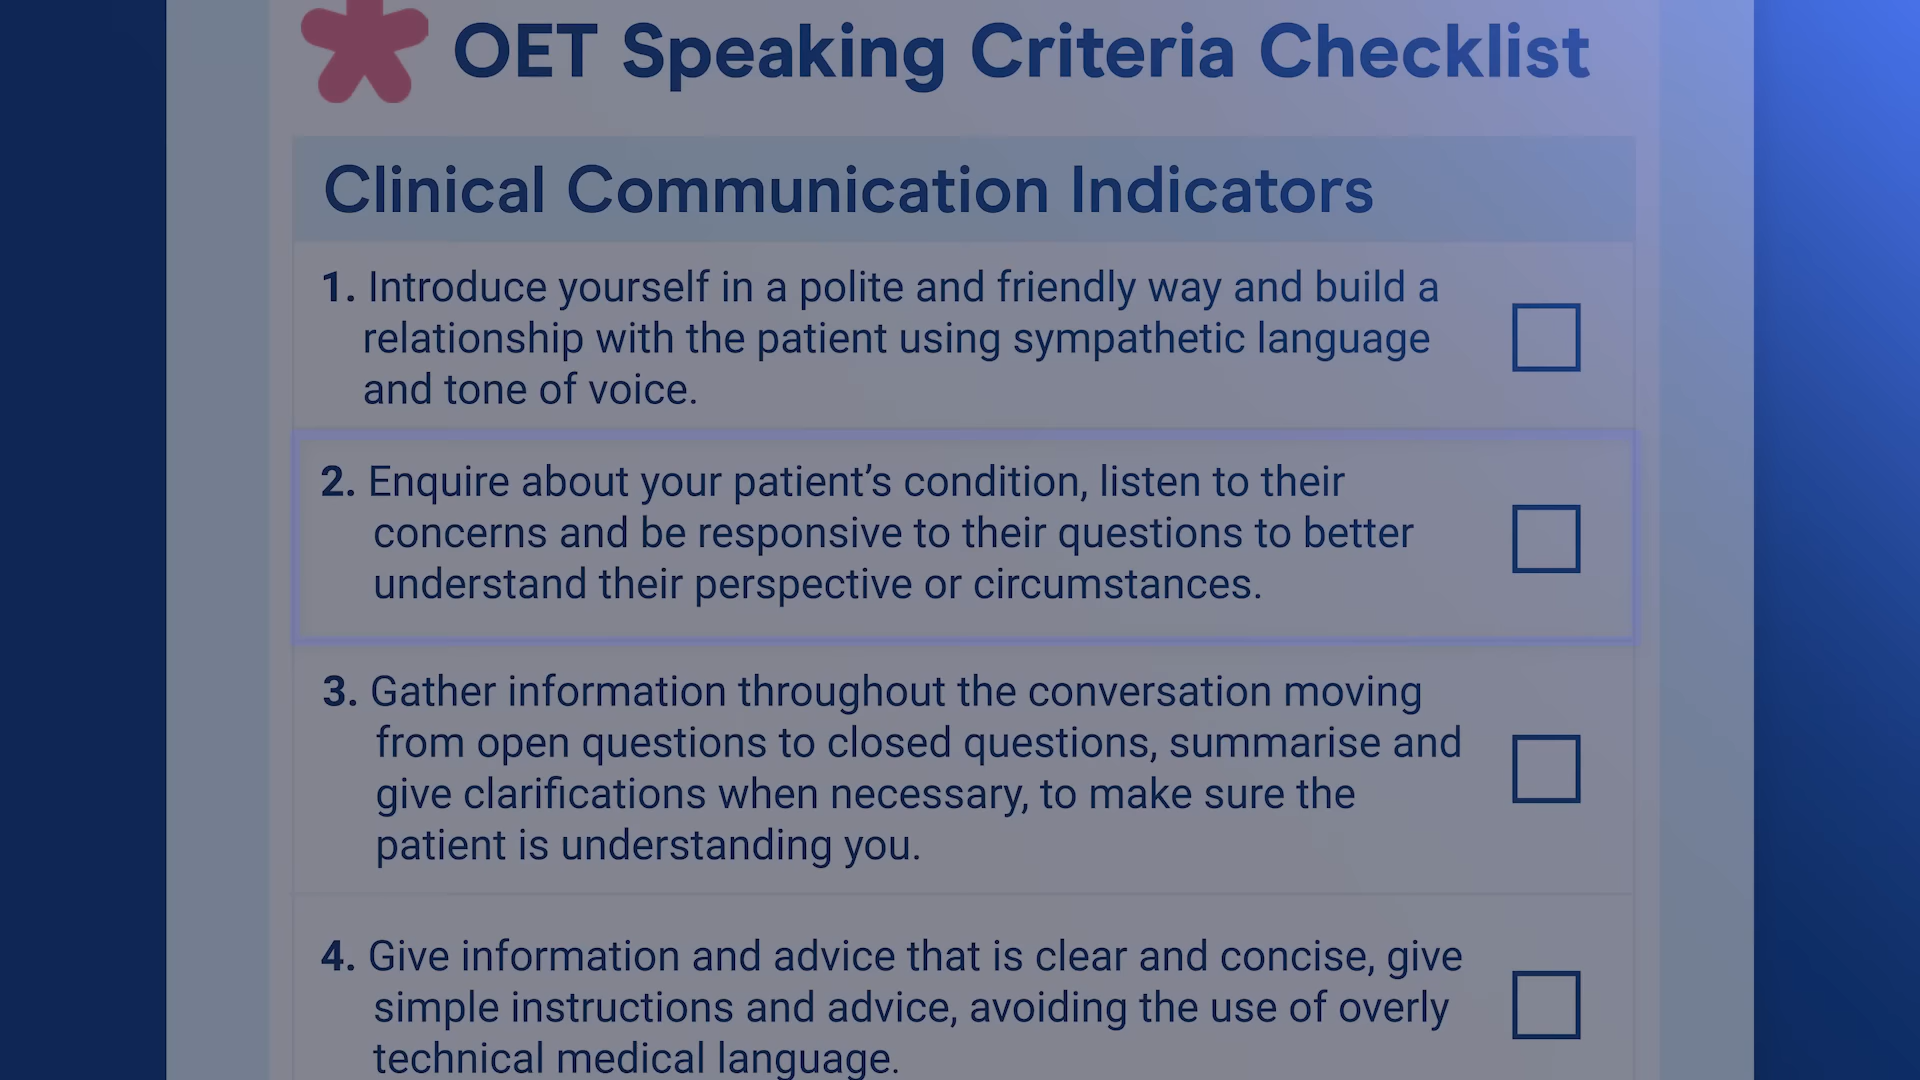 OET Speaking Criteria Checklist
Clinical Communication Indicators
1. Introduce yourself in a polite and friendly way and build a
relationship with the patient using sympathetic language
and tone of voice.
2. Enquire about your patient’s condition, listen to their
concerns and be responsive to their questions to better
understand their perspective or circumstances.
3. Gather information throughout the conversation moving
from open questions to closed questions, summarise and
give clarifications when necessary, to make sure the
patient is understanding you.
4. Give information and advice that is clear and concise, give
simple instructions and advice, avoiding the use of overly
technical medical language.